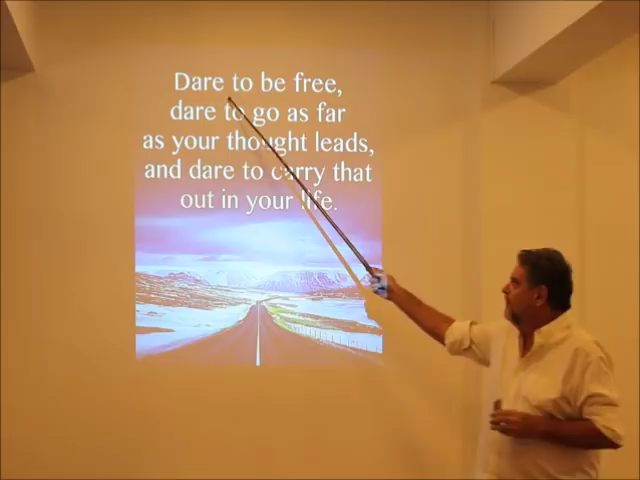 Dare to be free,
dare to go as far
as your thought leads,
and dare to carry that
out in your life.